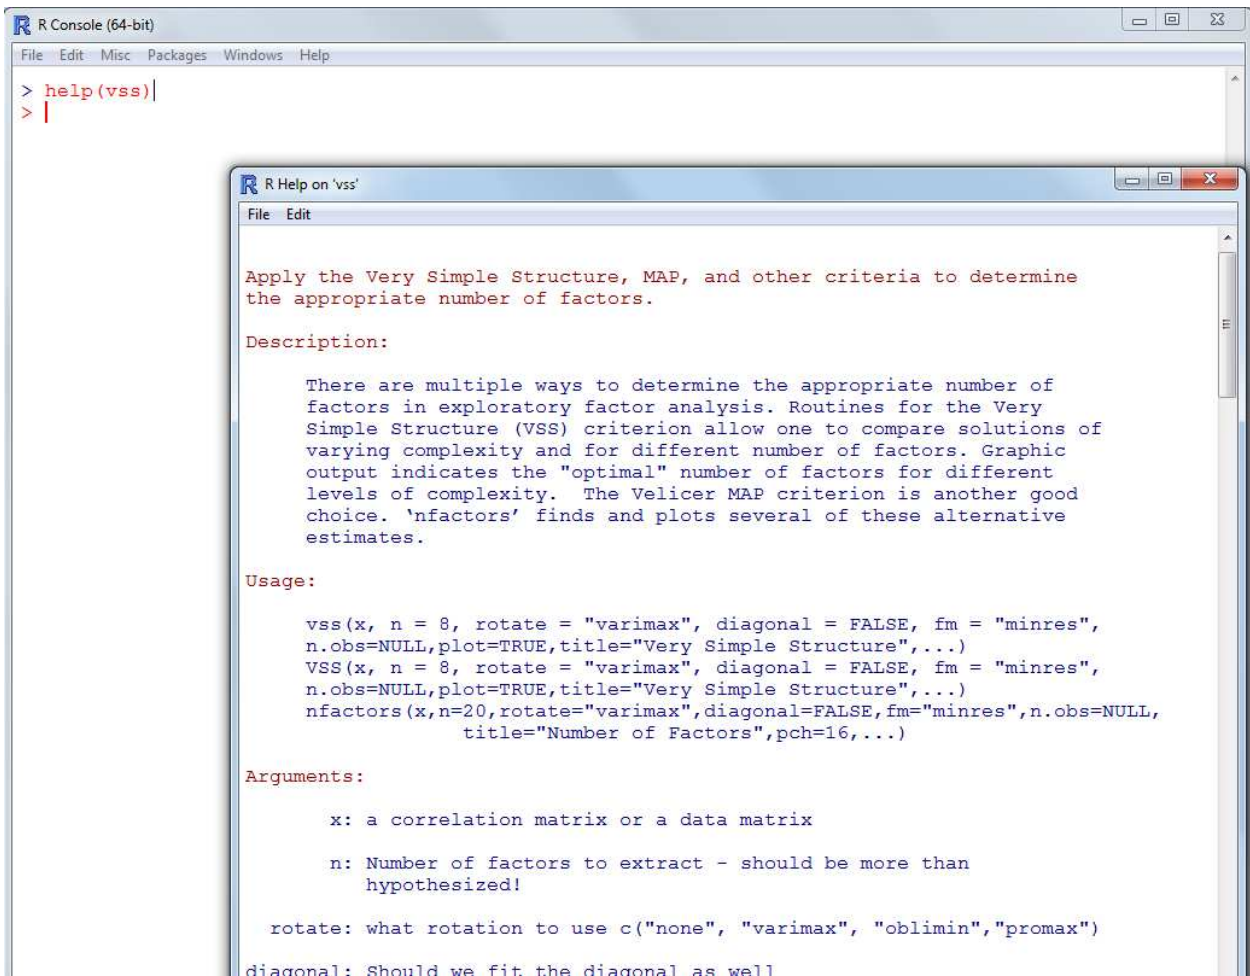 R Console (64-bit)
File Edit Misc Packages Windows Help
> help(vss)
>
R Help on 'vss'
File Edit
Apply the Very Simple Structure, MAP, and other criteria to determine
the appropriate number of factors.
Description:
There are multiple ways to determine the appropriate number of
factors in exploratory factor analysis. Routines for the Very
Simple Structure (VSS) criterion allow one to compare solutions of
varying complexity and for different number of factors. Graphic
output indicates the "optimal" number of factors for different
levels of complexity.  The Velicer MAP criterion is another good
choice. ‘nfactors’ finds and plots several of these alternative
estimates.
Usage:
vss(x, n = 8, rotate = "varimax", diagonal = FALSE, fm = "minres",
n.obs=NULL,plot=TRUE,title="Very Simple Structure",...)
VSS(x, n = 8, rotate = "varimax", diagonal = FALSE, fm = "minres",
n.obs=NULL,plot=TRUE,title="Very Simple Structure",...)
nfactors(x,n=20,rotate="varimax",diagonal=FALSE,fm="minres",n.obs=NULL,
title="Number of Factors",pch=16,...)
Arguments:
x: a correlation matrix or a data matrix
n: Number of factors to extract - should be more than
hypothesized!
rotate: what rotation to use c("none", "varimax", "oblimin","promax")
diagonal: Should we fit the diagonal as well